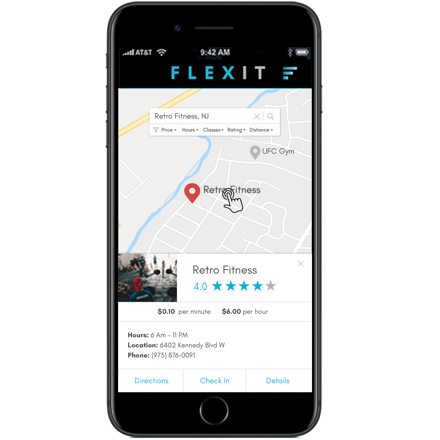 AT&T 9:42 AM
FLEXIT
Retro Fitness, NJ
Price Hours Classes Rating Distance
UFC Gym
Retro Fitness
Retro Fitness
4.0
$0.10 per minute $6.00 per hour
Hours: 6 Am - 11 PM
Location: 6402 Kennedy Blvd W
Phone: (973) 876-0091
Directions Check In Details